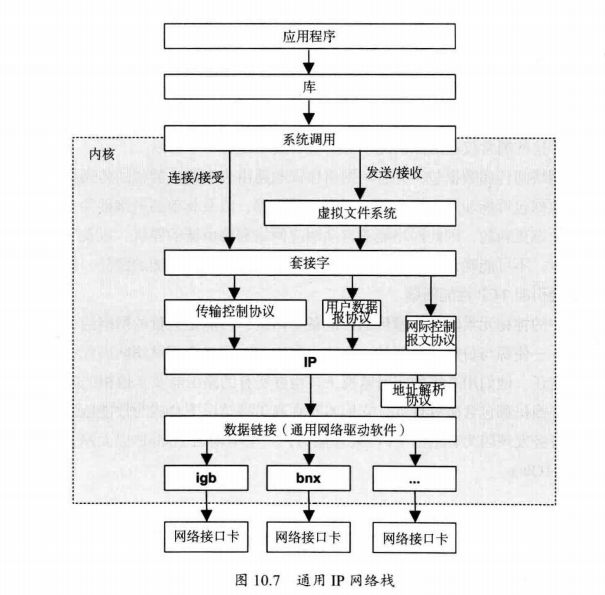 应用程序
库
系统调用
内核
连接/接受
发送/接收
虚拟文件系统
套接字
传输控制协议
用户数据
报协议
网际控制
报文协议
IP
地址解析
协议
数据链接（通用网络驱动软件）
igb
bnx
...
网络接口卡
网络接口卡
网络接口卡
图 10.7 通用 IP 网络栈